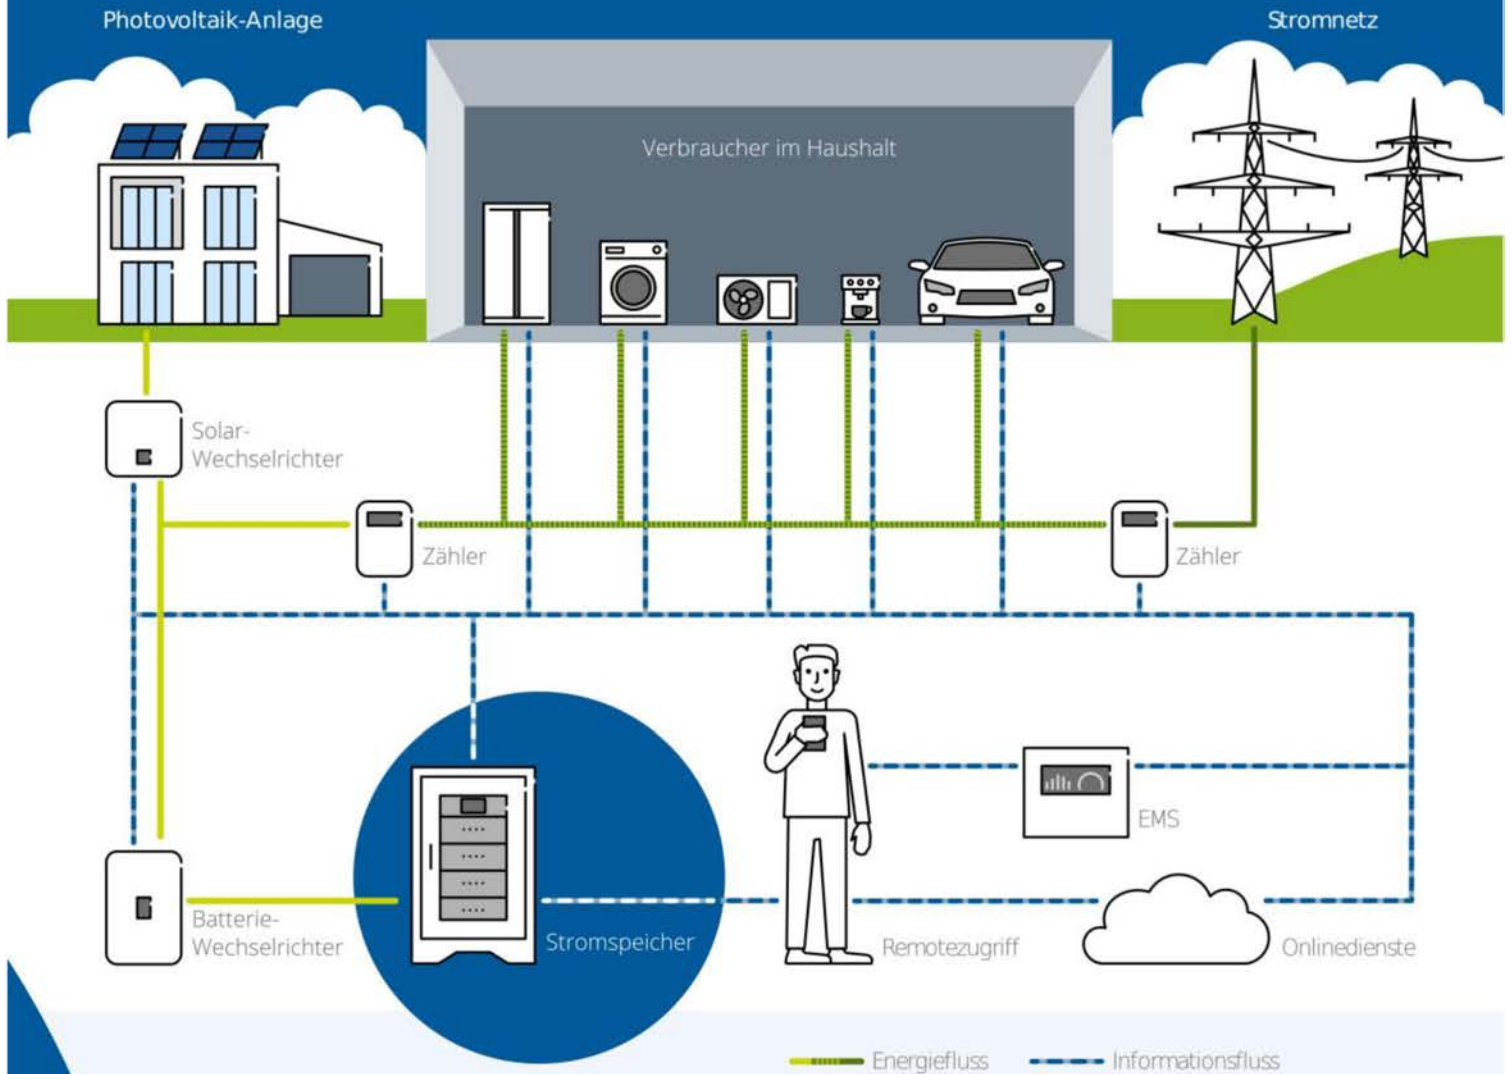 Photovoltaik-Anlage
Stromnetz
Verbraucher im Haushalt
Solar-
Wechselrichter
Zähler
Zähler
EMS
Batterie-
Wechselrichter
Stromspeicher
Remotezugriff
Onlinedienste
Energiefluss
Informationsfluss